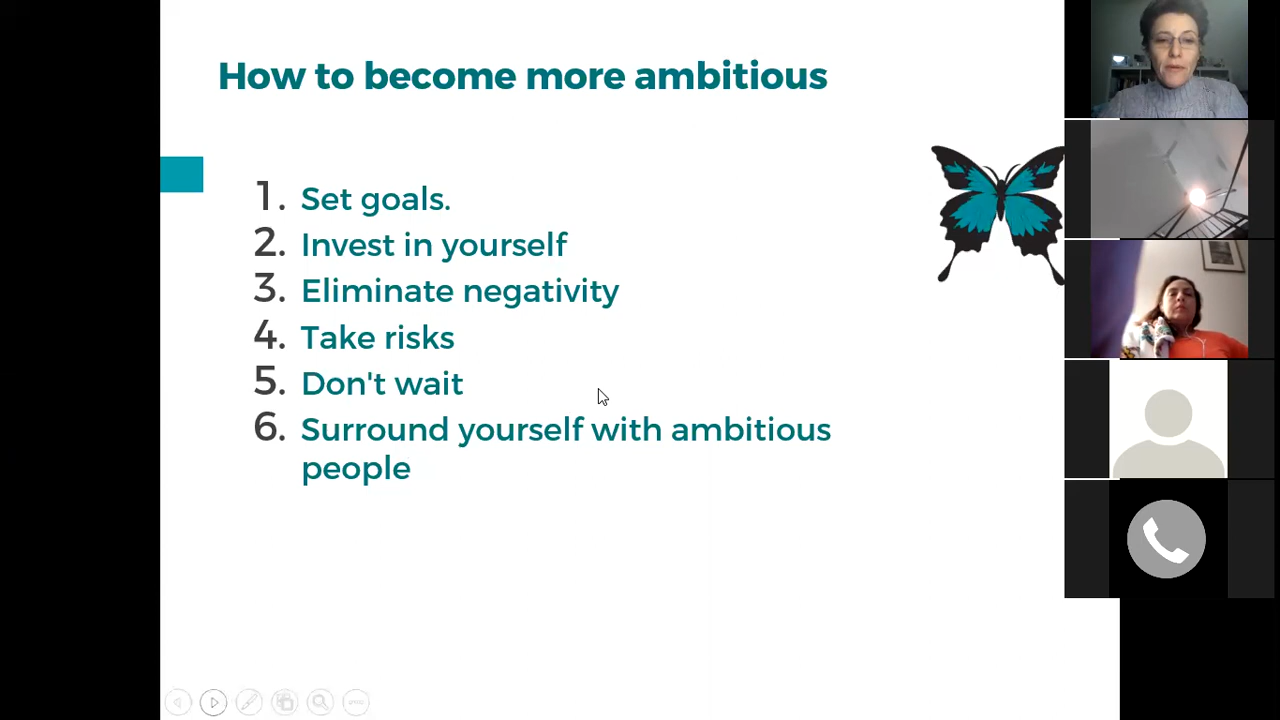 How to become more ambitious
1. Set goals.
2. Invest in yourself
3. Eliminate negativity
4. Take risks
5. Don't wait
6. Surround yourself with ambitious
people